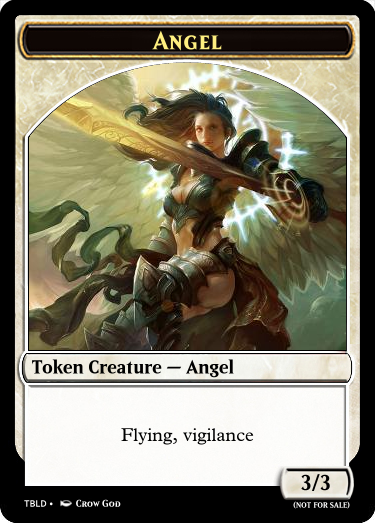 Angel
Token Creature — Angel
Flying, vigilance
3/3
TBLD • Crow God
(NOT FOR SALE)